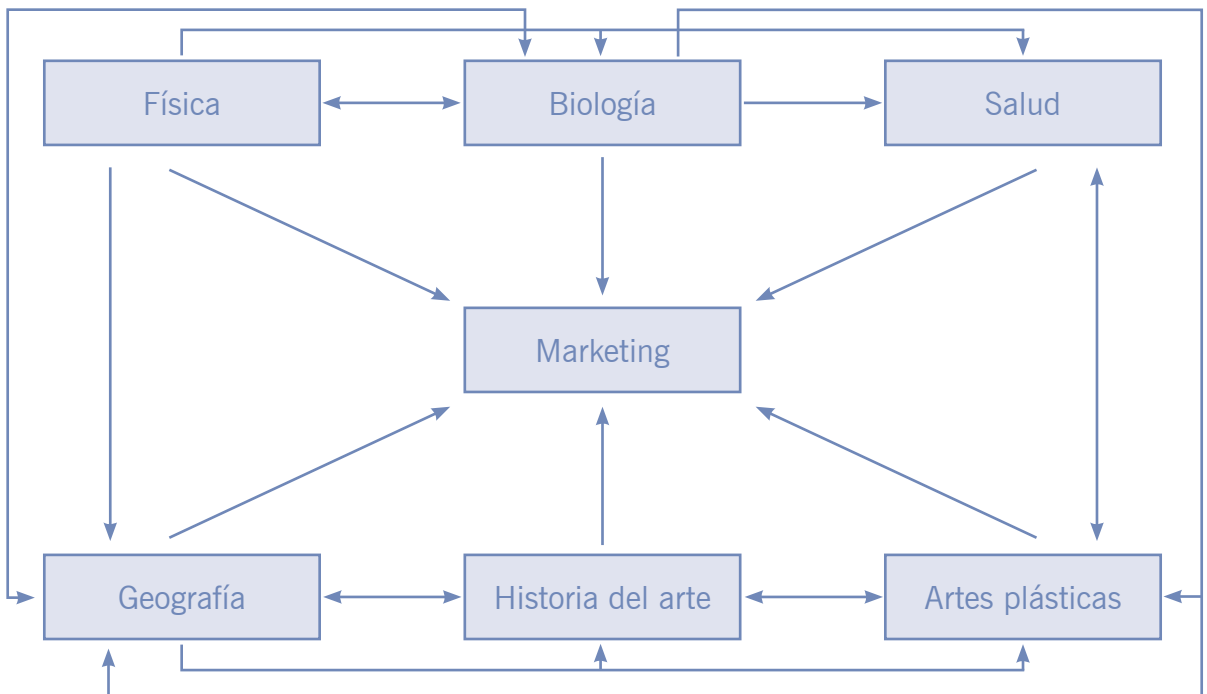 Física
Biología
Salud
Marketing
Geografía
Historia del arte
Artes plásticas